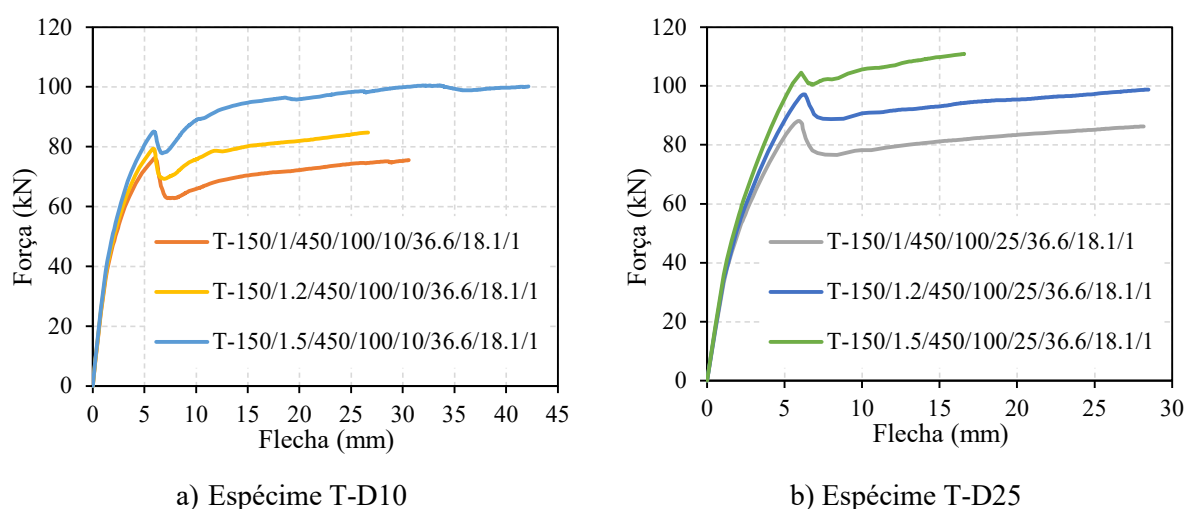 120
100
80
60
40
20
0
Força (kN)
T-150/1/450/100/10/36.6/18.1/1
T-150/1.2/450/100/10/36.6/18.1/1
T-150/1.5/450/100/10/36.6/18.1/1
0 5 10 15 20 25 30 35 40 45
Flecha (mm)
a) Espécime T-D10
120
100
80
60
40
20
0
Força (kN)
T-150/1/450/100/25/36.6/18.1/1
T-150/1.2/450/100/25/36.6/18.1/1
T-150/1.5/450/100/25/36.6/18.1/1
0 5 10 15 20 25 30
Flecha (mm)
b) Espécime T-D25